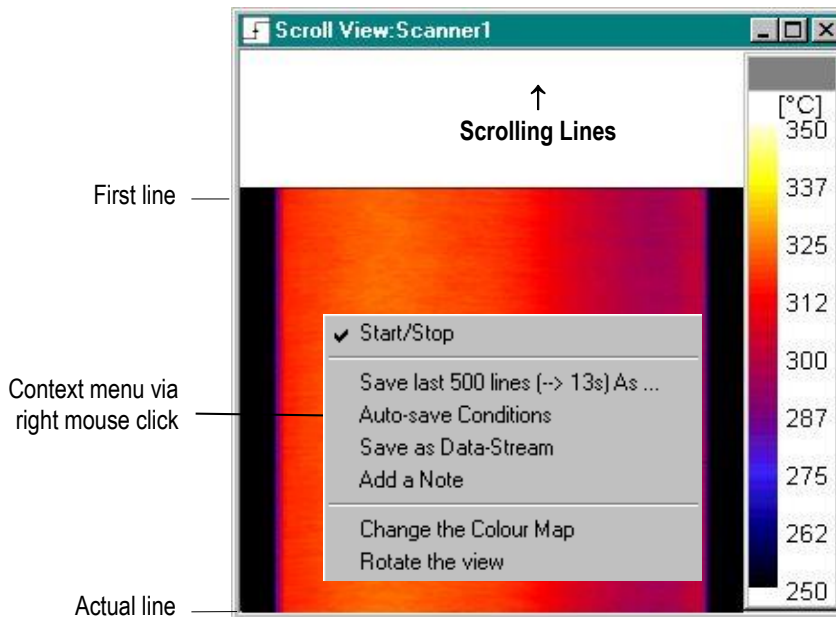 Scroll View:Scanner1
↑
Scrolling Lines
[°C]
350
First line
337
325
312
✔ Start/Stop
300
Save last 500 lines (--> 13s) As ...
Context menu via
right mouse click
Auto-save Conditions
287
Save as Data-Stream
275
Add a Note
Change the Colour Map
262
Rotate the view
250
Actual line